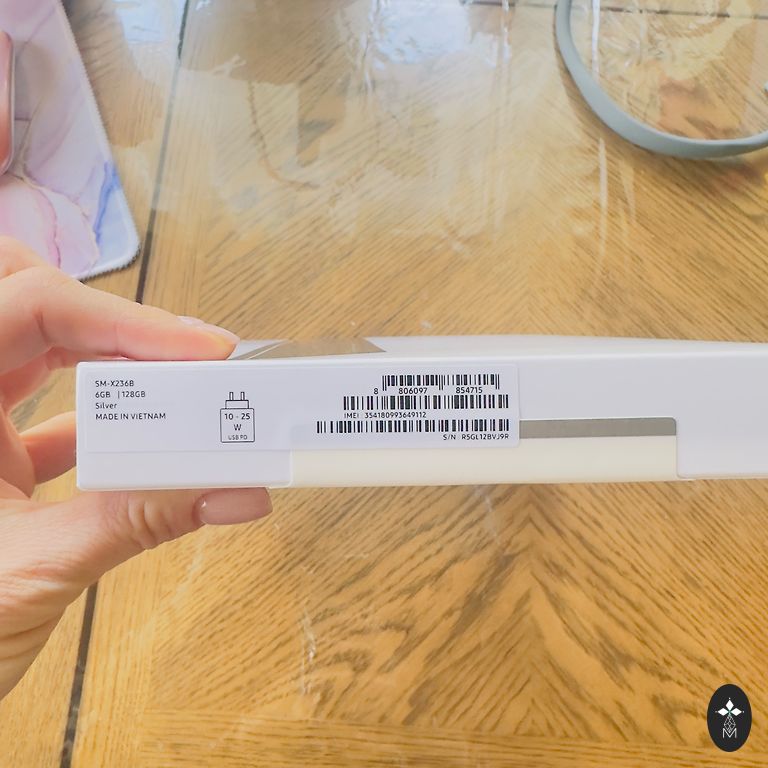 SM-X236B
6GB | 128GB
Silver
MADE IN VIETNAM
10 - 25
W
USB PD
8 806097 854715
IMEI: 354180993649112
S/N : R5GL12BVJ9R
M